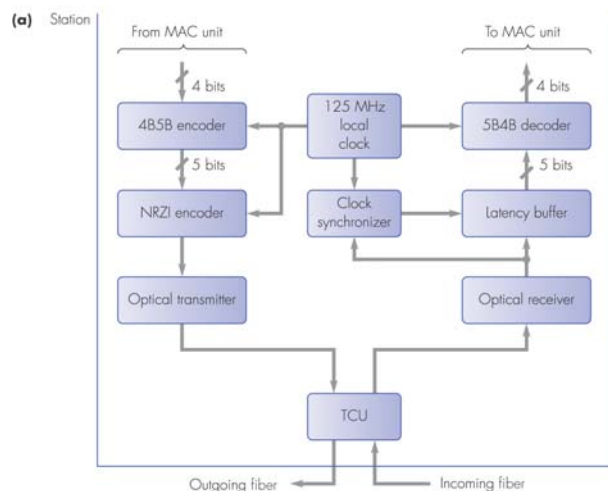 (a) Station
From MAC unit
To MAC unit
4 bits
4 bits
4B5B encoder
125 MHz
local
clock
5B4B decoder
5 bits
5 bits
NRZI encoder
Clock
synchronizer
Latency buffer
Optical transmitter
Optical receiver
TCU
Outgoing fiber
Incoming fiber